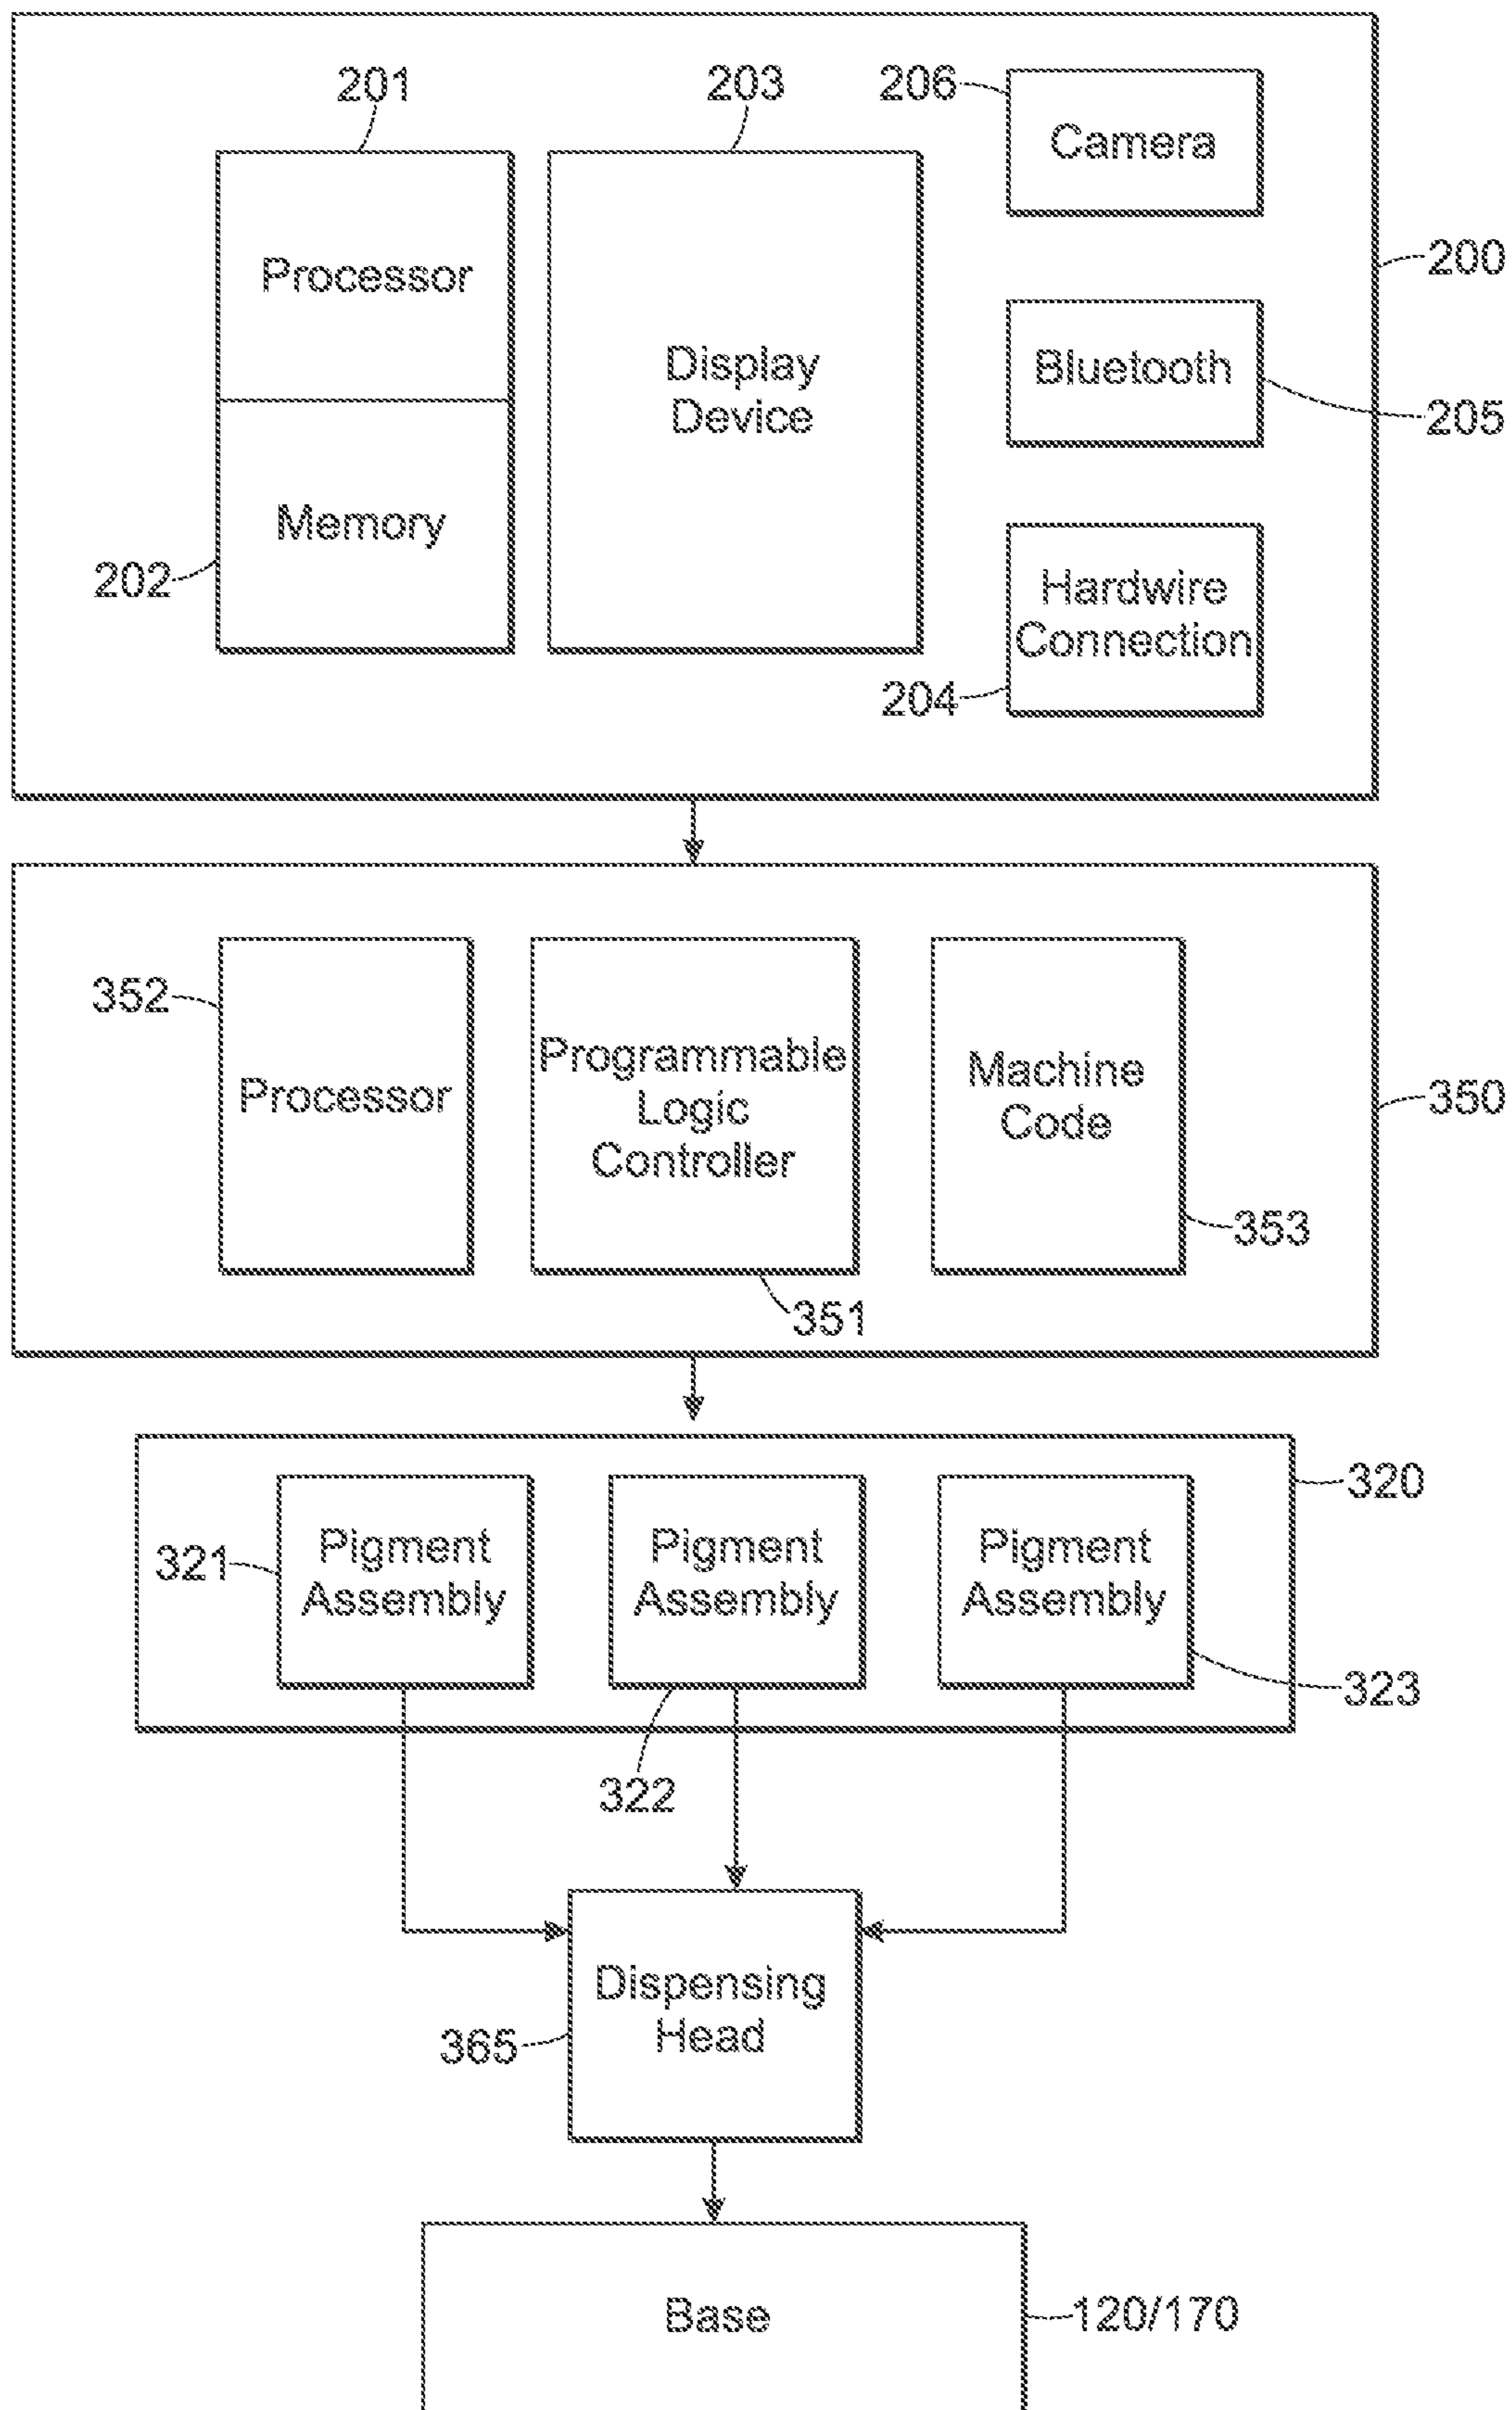 201
203
206
Camera
Processor
200
Display
Device
Bluetooth
205
Memory
202
Hardwire
Connection
204
352
Processor
Programmable
Logic
Controller
Machine
Code
350
353
351
320
321
Pigment
Assembly
Pigment
Assembly
Pigment
Assembly
323
322
Dispensing
Head
365
Base
120/170